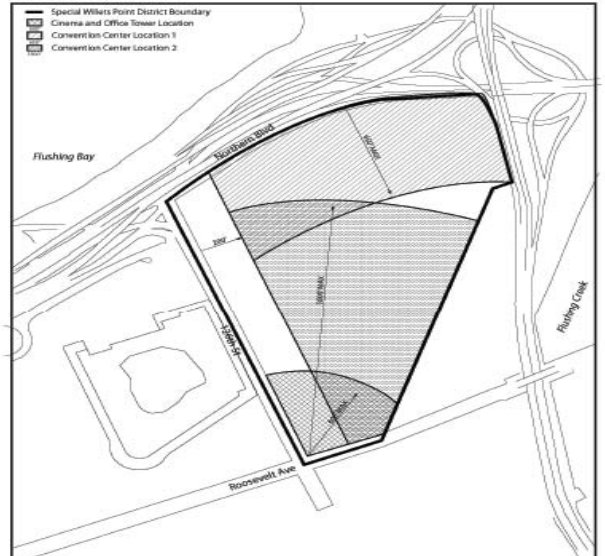 Special Willets Point District Boundary
Cinema and Office Tower Location
Convention Center Location 1
Convention Center Location 2
Flushing Bay
Northern Blvd
200'
126th St
Flushing Creek
Roosevelt Ave